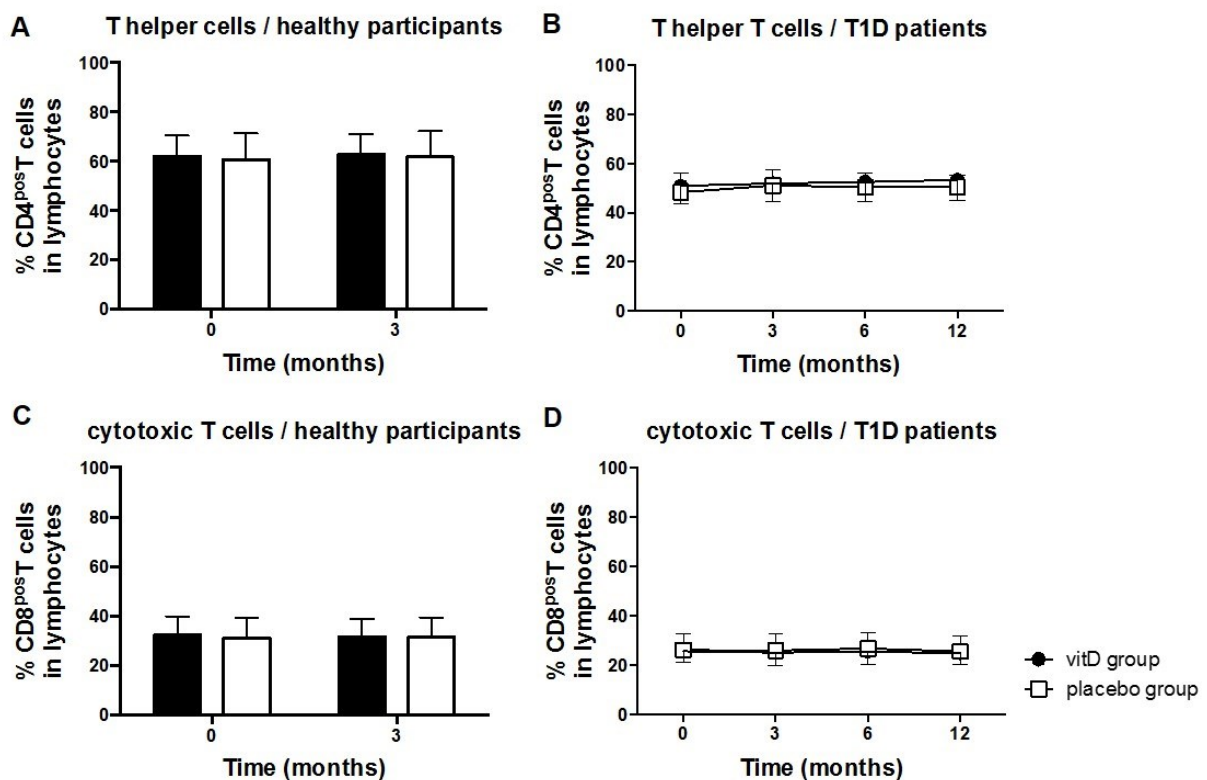 A
T helper cells / healthy participants
100
80
60
40
20
0
% CD4posT cells
in lymphocytes
0
3
Time (months)
B
T helper T cells / T1D patients
100
80
60
40
20
0
% CD4posT cells
in lymphocytes
0
3
6
12
Time (months)
C
cytotoxic T cells / healthy participants
100
80
60
40
20
0
% CD8posT cells
in lymphocytes
0
3
Time (months)
D
cytotoxic T cells / T1D patients
100
80
60
40
20
0
% CD8posT cells
in lymphocytes
0
3
6
12
Time (months)
vitD group
placebo group